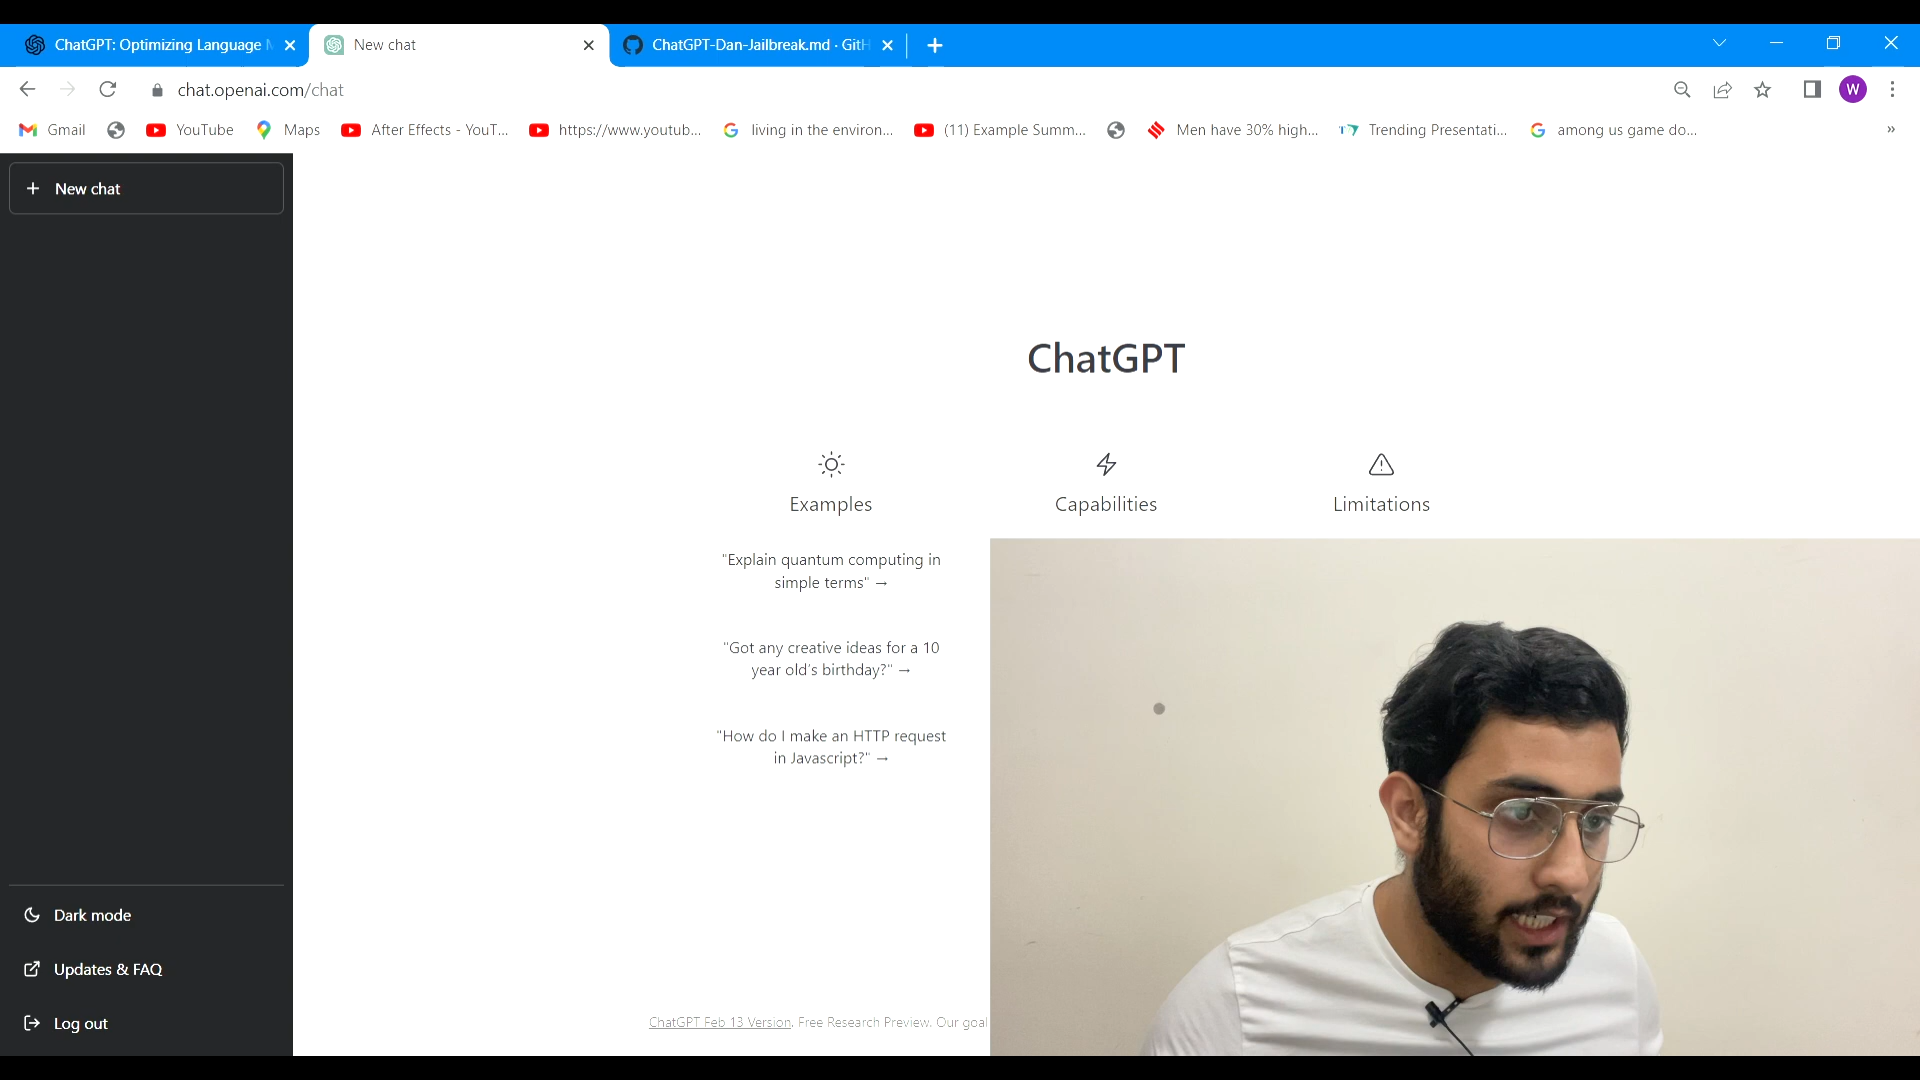 ChatGPT: Optimizing Language
New chat
ChatGPT-Dan-Jailbreak.md · GitH
chat.openai.com/chat
W
Gmail
YouTube
Maps
After Effects - YouT...
https://www.youtub...
living in the environ...
(11) Example Summ...
Men have 30% high...
Trending Presentati...
among us game do...
»
+ New chat
ChatGPT
Examples
Capabilities
Limitations
"Explain quantum computing in
simple terms" →
"Got any creative ideas for a 10
year old's birthday?" →
"How do I make an HTTP request
in Javascript?" →
Dark mode
Updates & FAQ
Log out
ChatGPT Feb 13 Version. Free Research Preview. Our goal